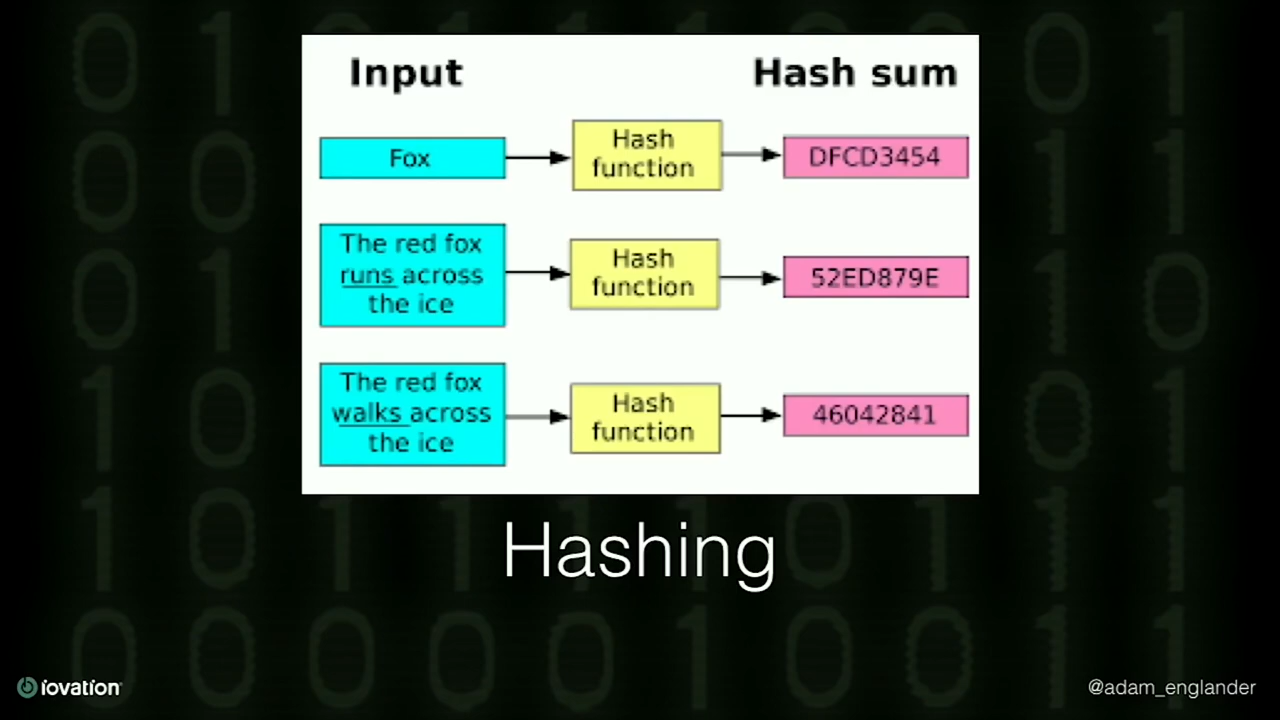 Input
Hash sum
Fox
Hash
function
DFCD3454
The red fox
runs across
the ice
Hash
function
52ED879E
The red fox
walks across
the ice
Hash
function
46042841
Hashing
iovation
@adam_englander